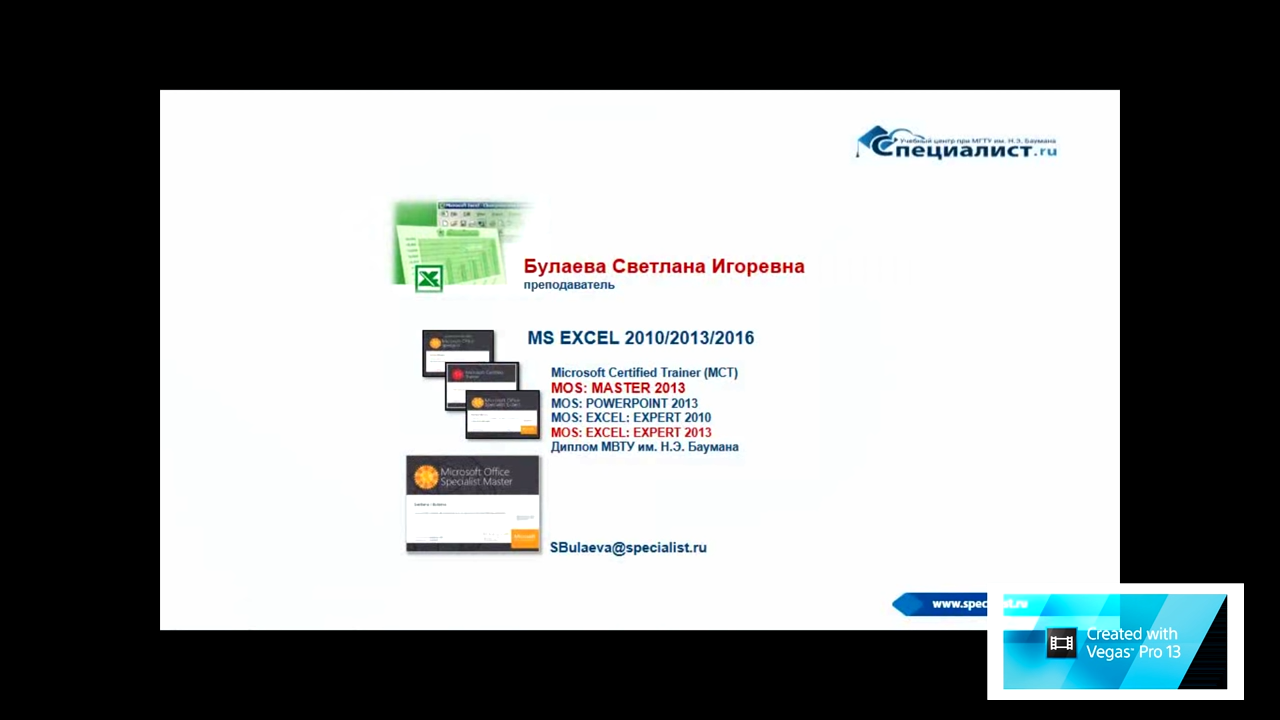 Учебный центр при МГТУ им. Н.Э. Баумана
Специалист.ru
Булаева Светлана Игоревна
преподаватель
MS EXCEL 2010/2013/2016
Microsoft Certified Trainer (MCT)
MOS: MASTER 2013
MOS: POWERPOINT 2013
MOS: EXCEL: EXPERT 2010
MOS: EXCEL: EXPERT 2013
Диплом МВТУ им. Н.Э. Баумана
Microsoft Office
Specialist Master
SBulaeva@specialist.ru
Created with
Vegas™ Pro 13